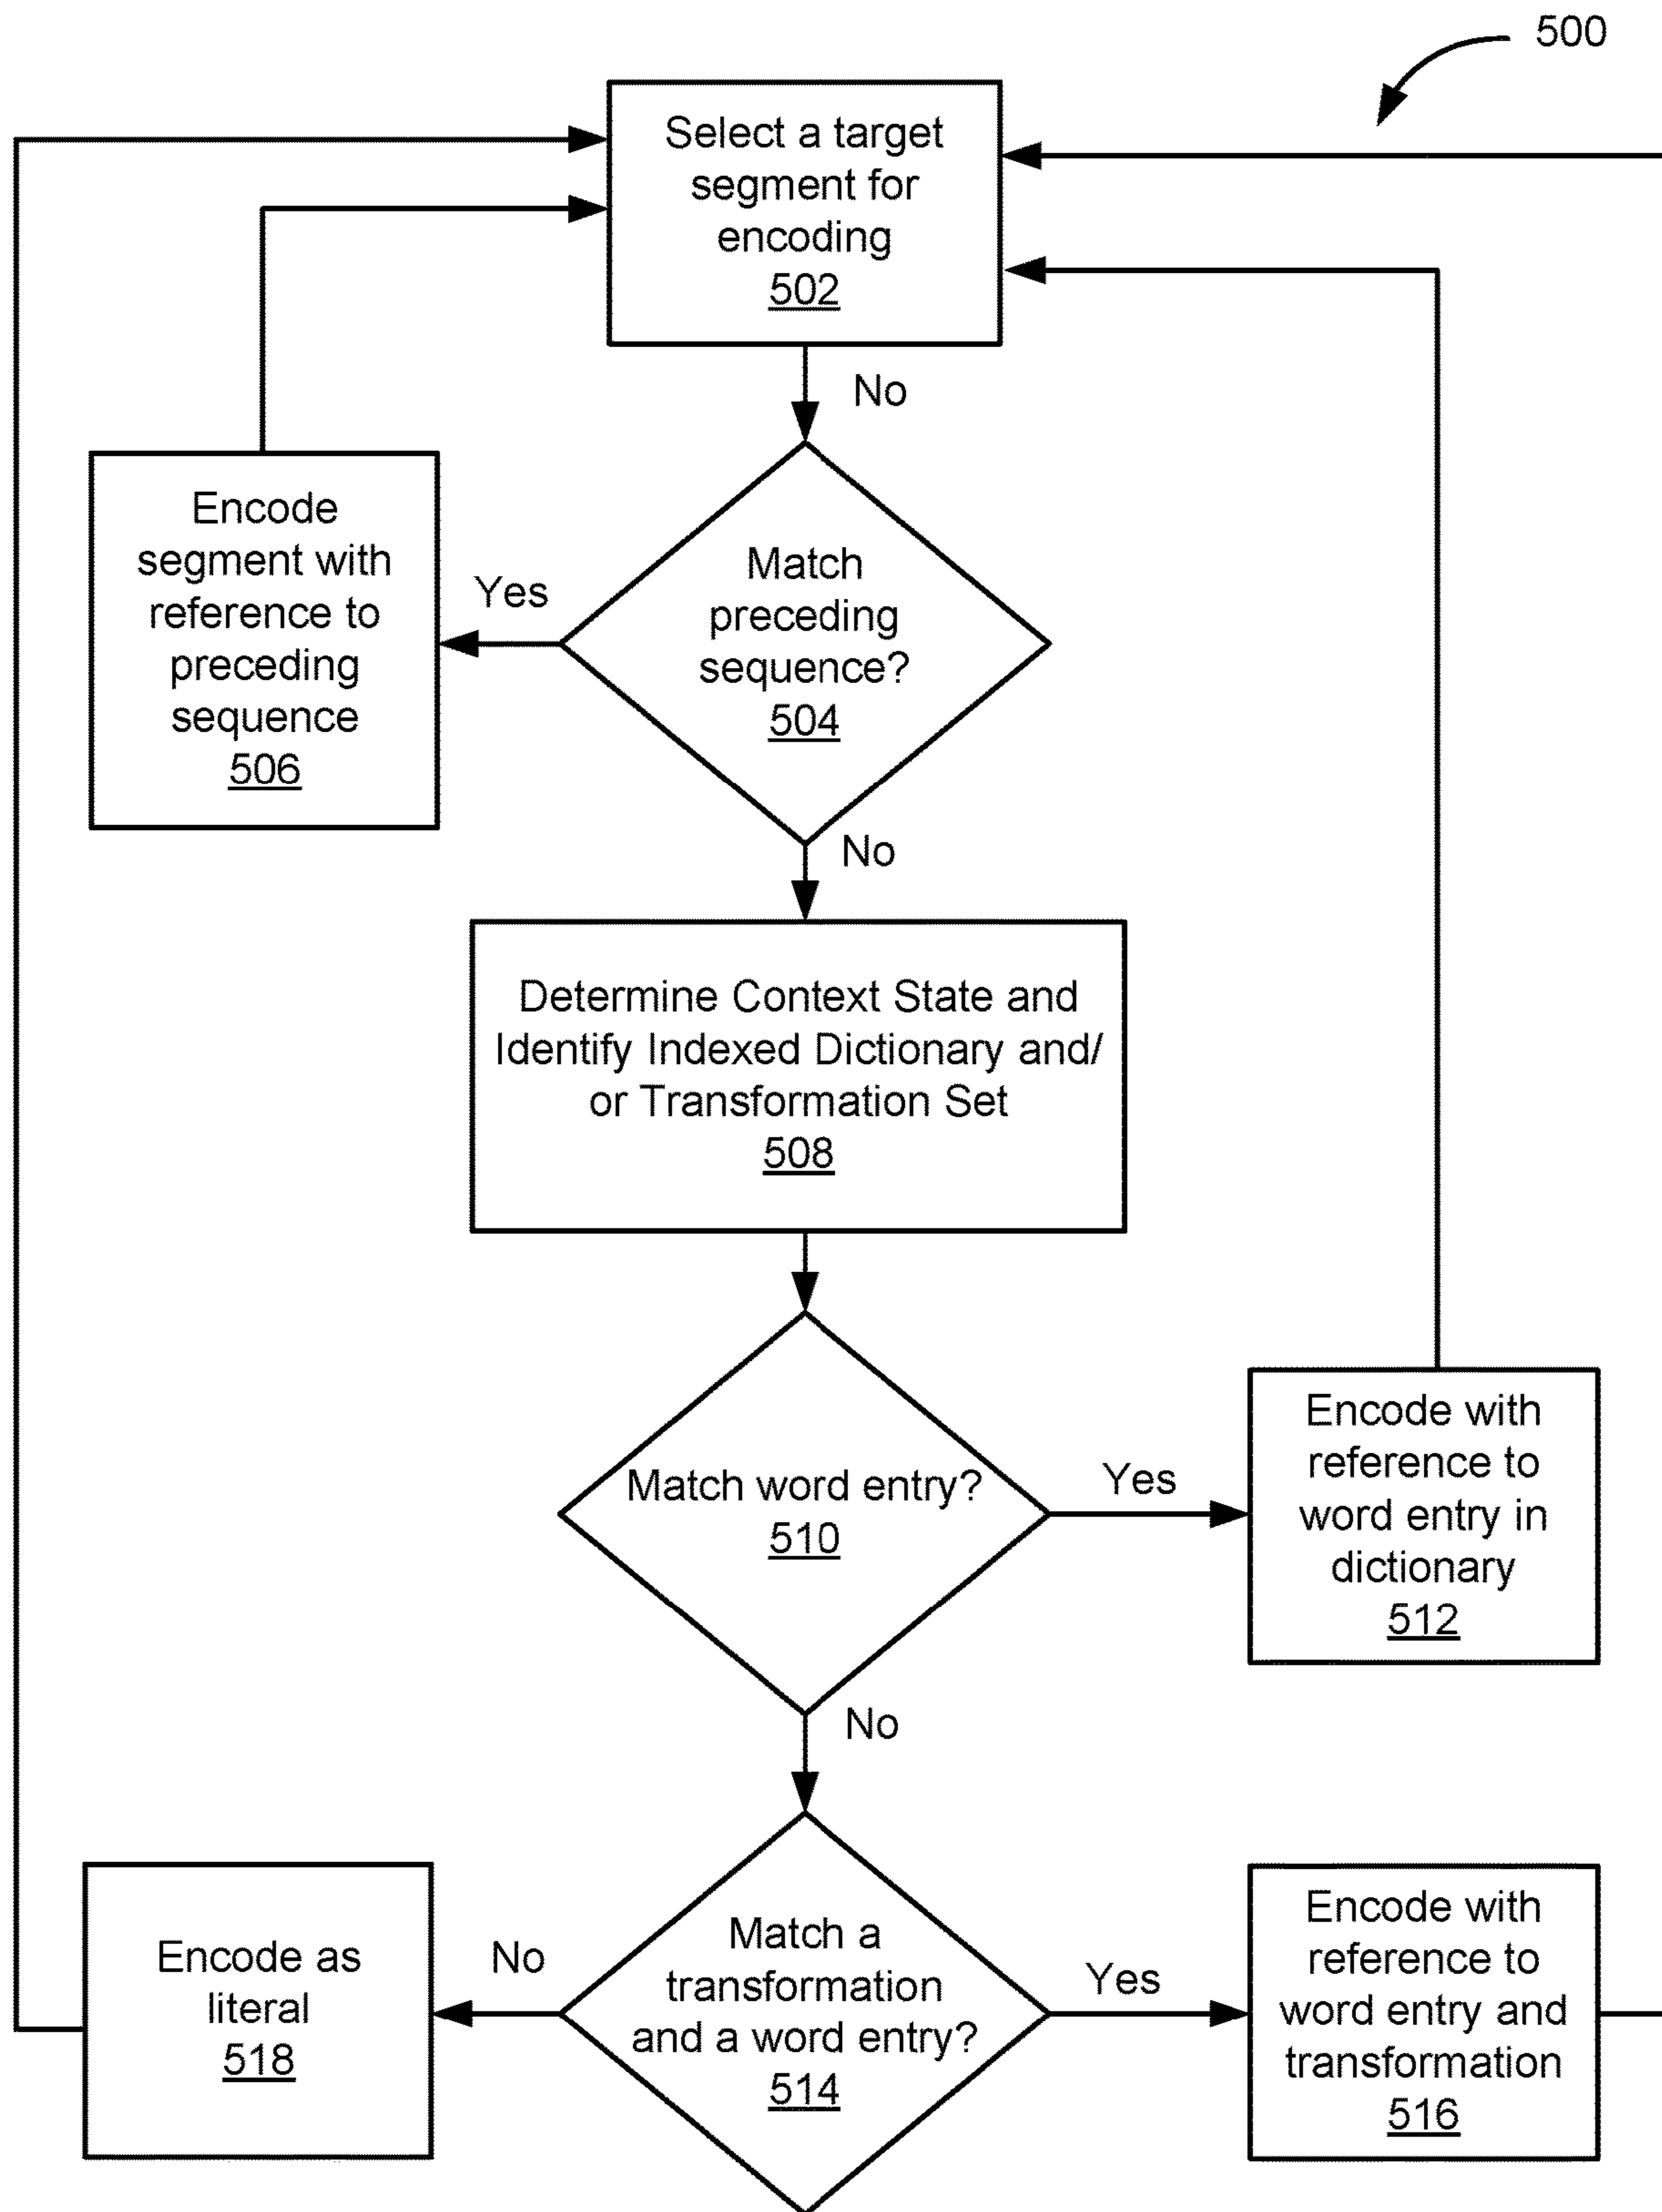 500
Select a target
segment for
encoding
502
No
Encode
segment with
reference to
preceding
sequence
506
Yes
Match
preceding
sequence?
504
No
Determine Context State and
Identify Indexed Dictionary and/
or Transformation Set
508
Match word entry?
510
Yes
Encode with
reference to
word entry in
dictionary
512
No
Encode as
literal
518
No
Match a
transformation
and a word entry?
514
Yes
Encode with
reference to
word entry and
transformation
516